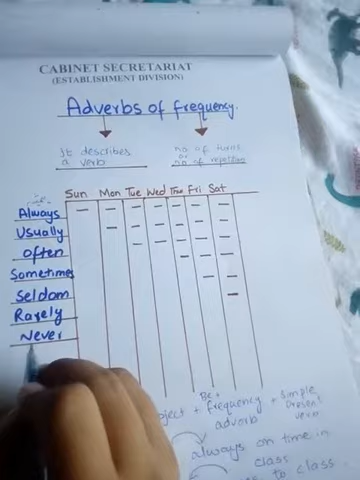 CABINET SECRETARIAT
(ESTABLISHMENT DIVISION)
Adverbs of frequency.
It describes
a verb
no of turns
or
no of repetition
Sun Mon Tue Wed Thu Fri Sat
Always
Usually
often
Sometimes
Seldom
Rarely
Never
Be+
+ frequency + simple
adverb
Present
verb
always on time in
class
to class